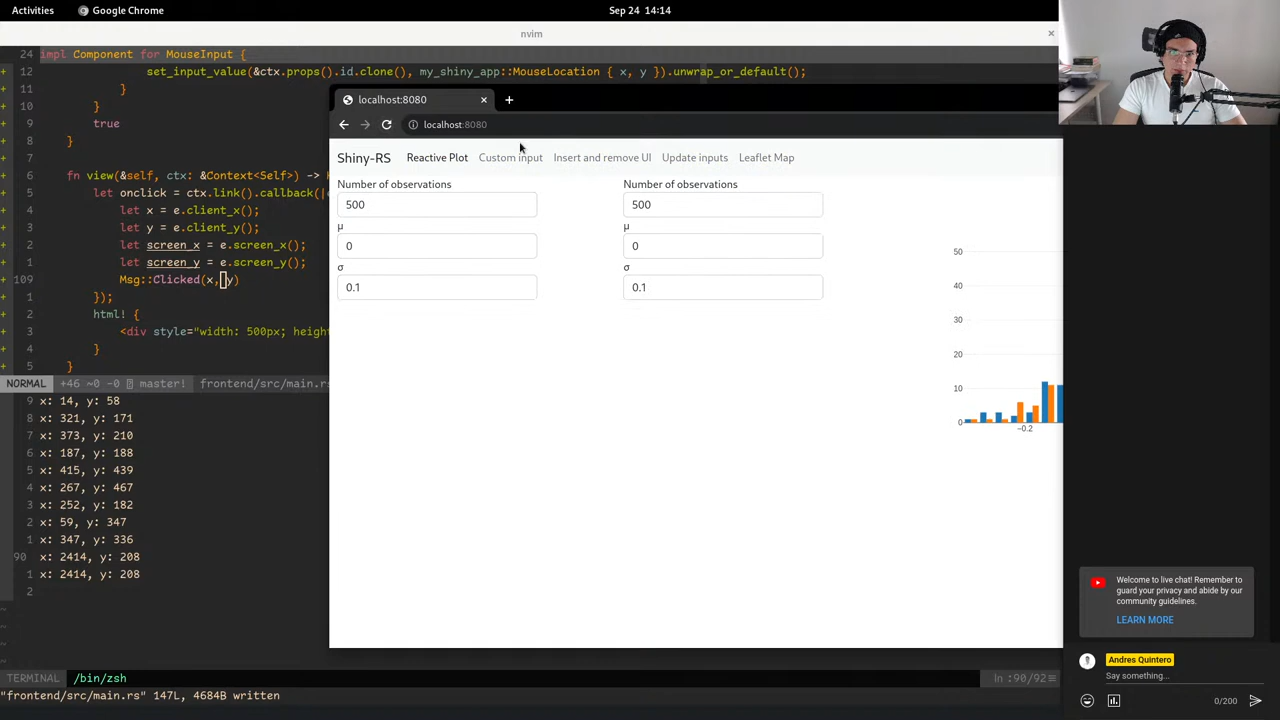 Activities
Google Chrome
Sep 24 14:14
nvim
24 impl Component for MouseInput {
+ 12 set_input_value(&ctx.props().id.clone(), my_shiny_app::MouseLocation { x, y }).unwrap_or_default();
+ 11 }
+ 10 }
+ 9 true
+ 8 }
+ 7
+ 6 fn view(&self, ctx: &Context<Self>) ->
+ 5 let onclick = ctx.link().callback(|
+ 4 let x = e.client_x();
+ 3 let y = e.client_y();
+ 2 let screen_x = e.screen_x();
+ 1 let screen_y = e.screen_y();
+ 109 Msg::Clicked(x, y)
+ 1 });
+ 2 html! {
+ 3 <div style="width: 500px; heigh
+ 4 }
+ 5 }
NORMAL +46 ~0 -0 master! frontend/src/main.rs
9 x: 14, y: 58
8 x: 321, y: 171
7 x: 373, y: 210
6 x: 187, y: 188
5 x: 415, y: 439
4 x: 267, y: 467
3 x: 252, y: 182
2 x: 59, y: 347
1 x: 347, y: 336
90 x: 2414, y: 208
1 x: 2414, y: 208
2
~
~
~
~
TERMINAL /bin/zsh
㏑:90/92≡
"frontend/src/main.rs" 147L, 4684B written
localhost:8080
localhost:8080
Shiny-RS Reactive Plot Custom input Insert and remove UI Update inputs Leaflet Map
Number of observations
500
μ
0
σ
0.1
Number of observations
500
μ
0
σ
0.1
50
40
30
20
10
0
−0.2
Welcome to live chat! Remember to
guard your privacy and abide by our
community guidelines.
LEARN MORE
Andres Quintero
Say something...
0/200